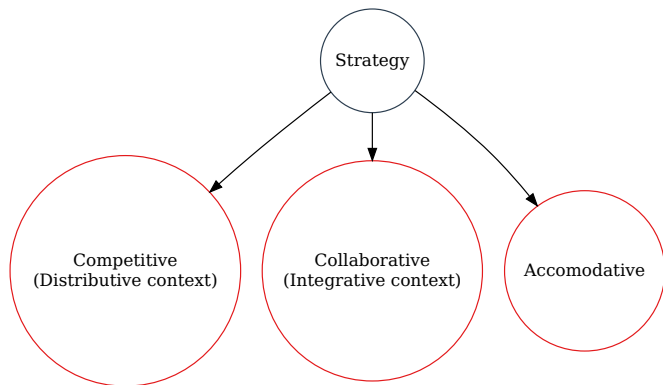 Strategy
Competitive
(Distributive context)
Collaborative
(Integrative context)
Accomodative